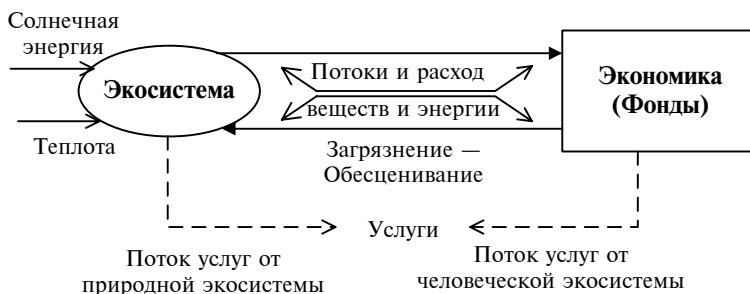 Солнечная
энергия
Экосистема
Теплота
Потоки и расход
веществ и энергии
Загрязнение —
Обесценивание
Экономика
(Фонды)
Услуги
Поток услуг от
природной экосистемы
Поток услуг от
человеческой экосистемы